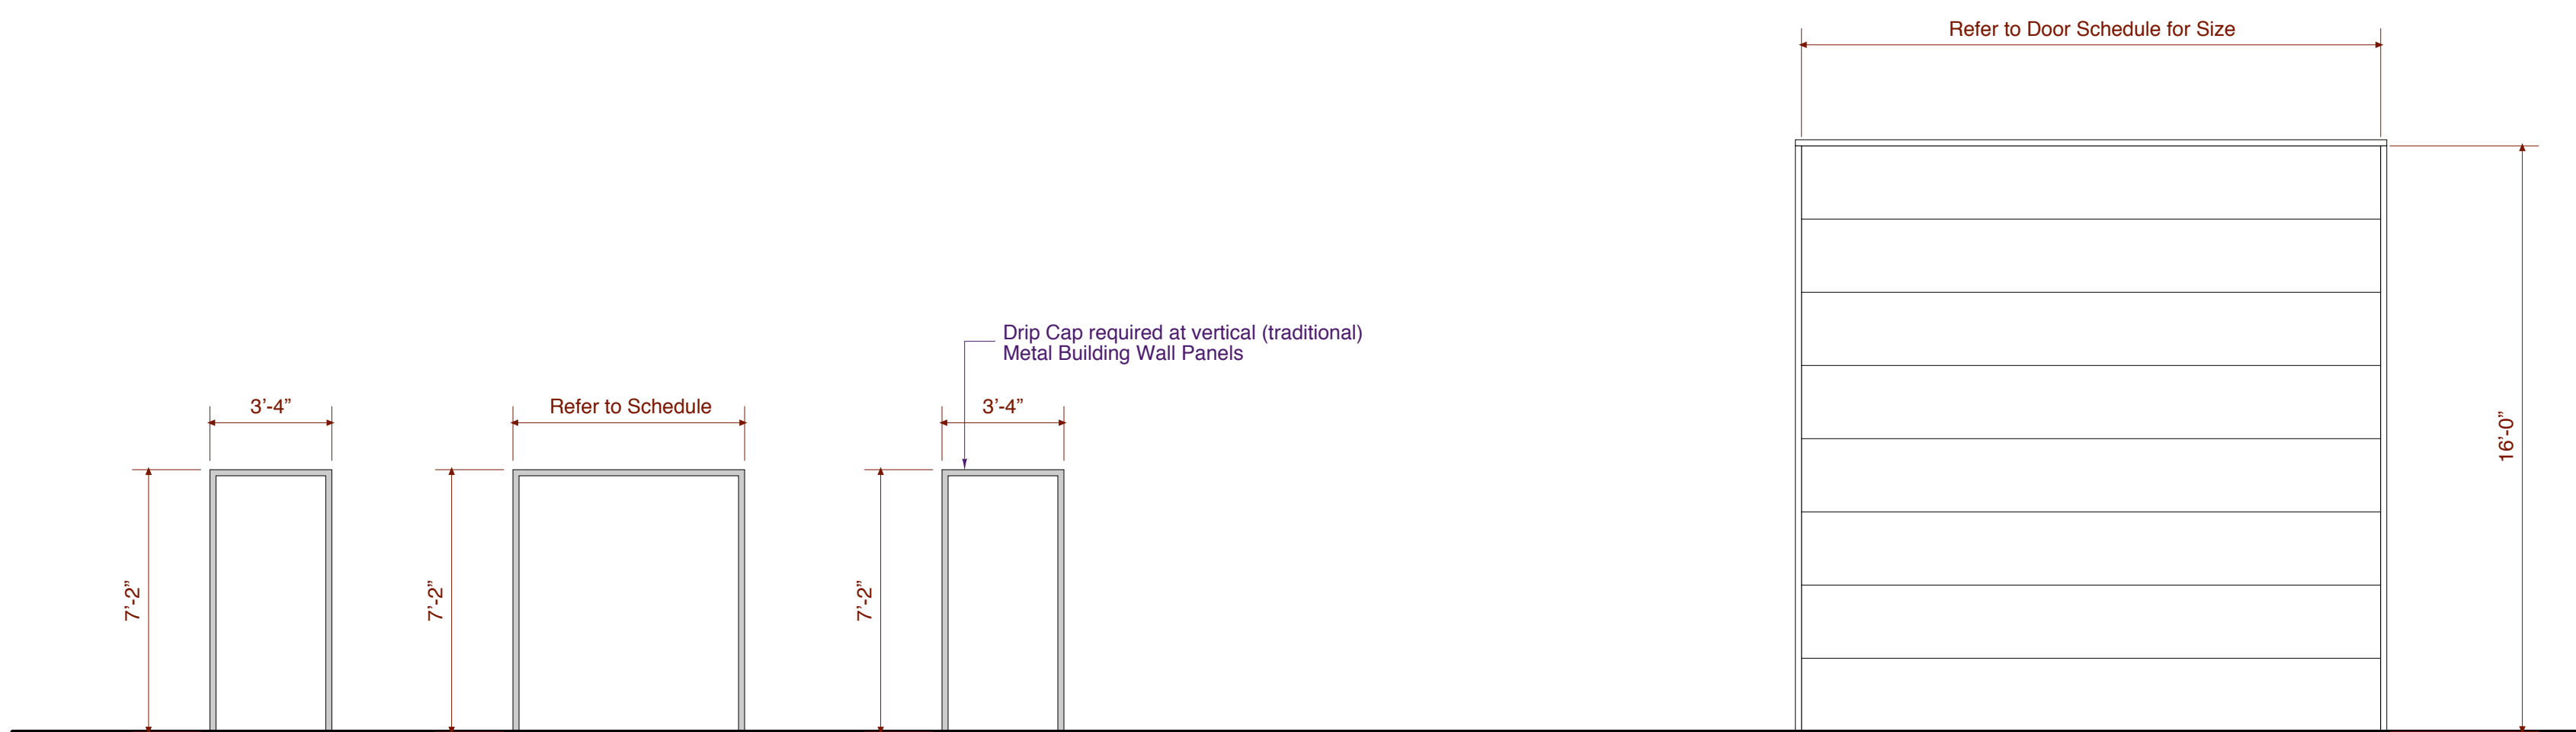 Refer to Door Schedule for Size
Drip Cap required at vertical (traditional)
Metal Building Wall Panels
3’-4”
Refer to Schedule
3’-4”
16’-0”
7’-2”
7’-2”
7’-2”